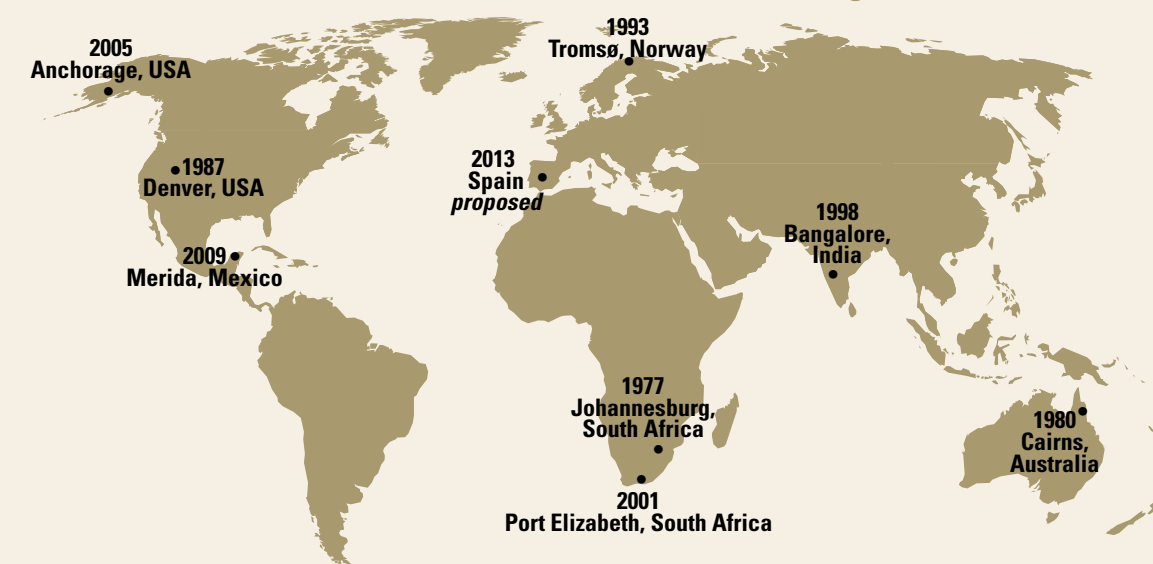 1993
Tromsø, Norway
2005
Anchorage, USA
2013
Spain
proposed
1987
Denver, USA
1998
Bangalore,
India
2009
Merida, Mexico
1977
Johannesburg,
South Africa
1980
Cairns,
Australia
2001
Port Elizabeth, South Africa